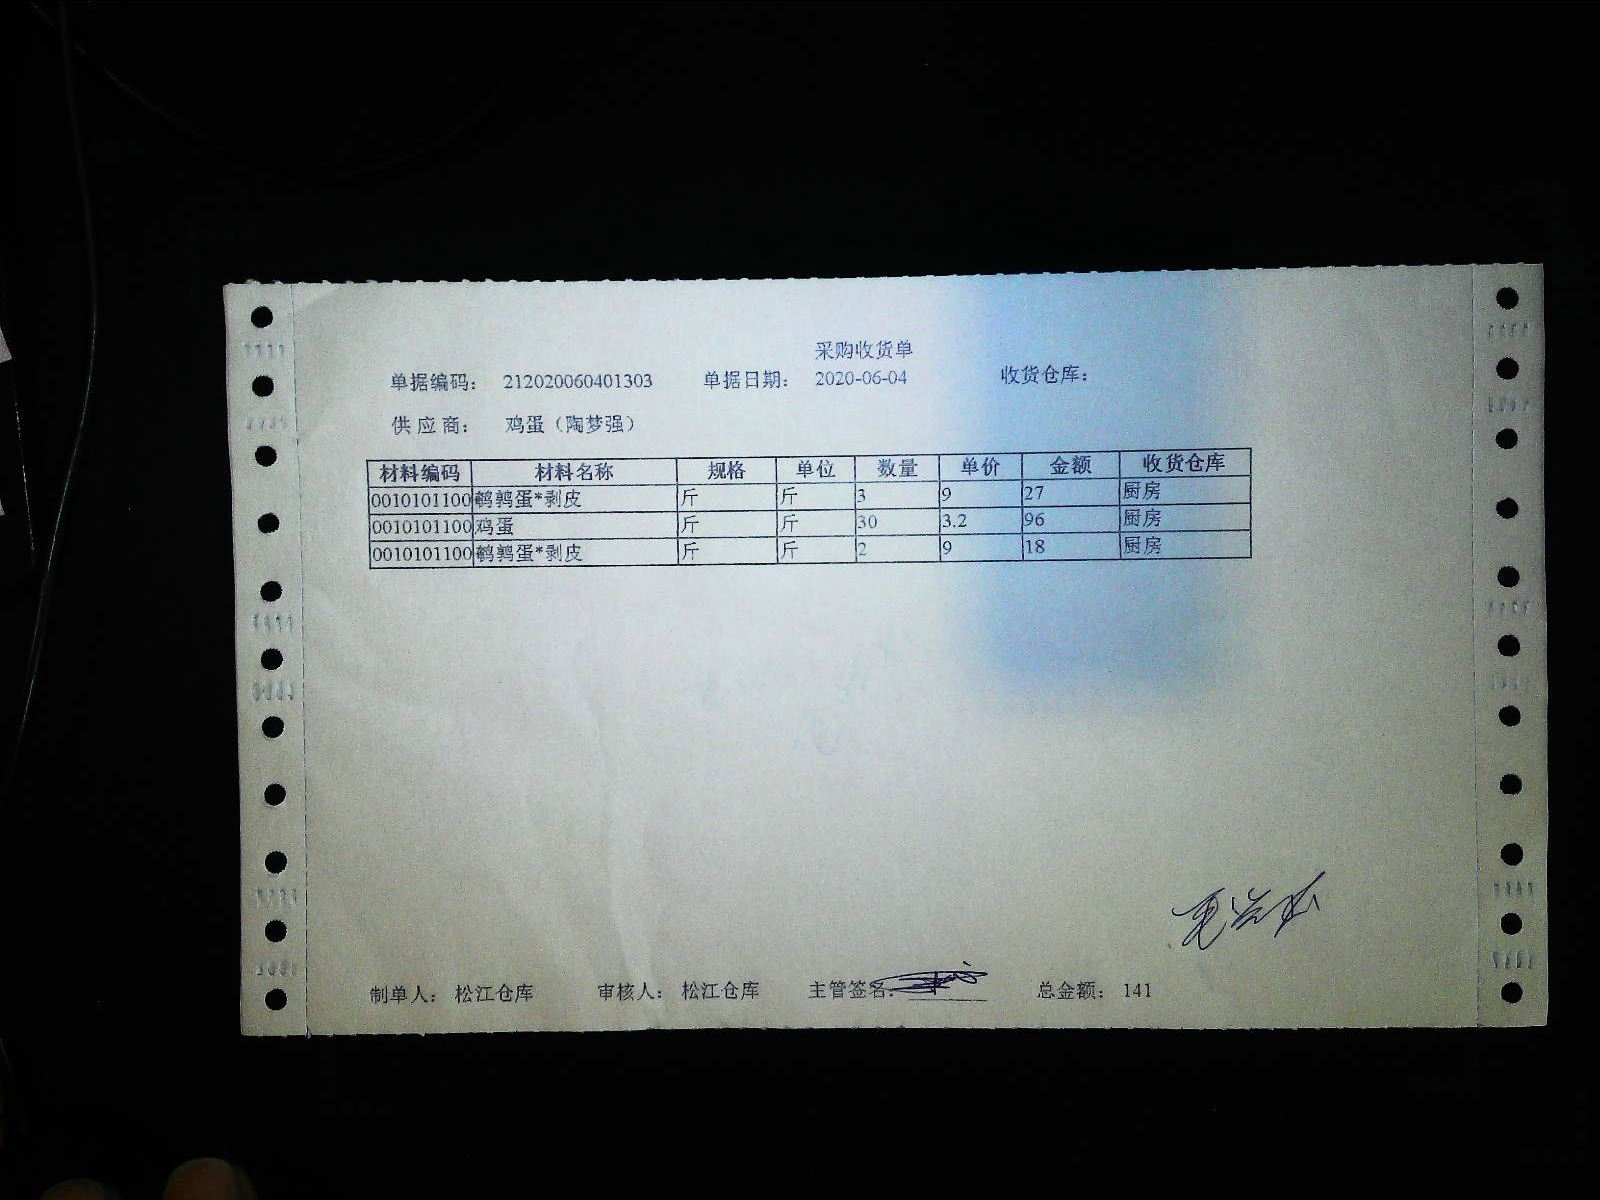 采购收货单
单据编码: 212020060401303 单据日期: 2020-06-04 收货仓库:
供应商: 鸡蛋（陶梦强）
材料编码 材料名称 规格 单位 数量 单价 金额 收货仓库
0010101100 鹌鹑蛋*剥皮 斤 斤 3 9 27 厨房
0010101100 鸡蛋 斤 斤 30 3.2 96 厨房
0010101100 鹌鹑蛋*剥皮 斤 斤 2 9 18 厨房
制单人: 松江仓库 审核人: 松江仓库 主管签名: 总金额: 141